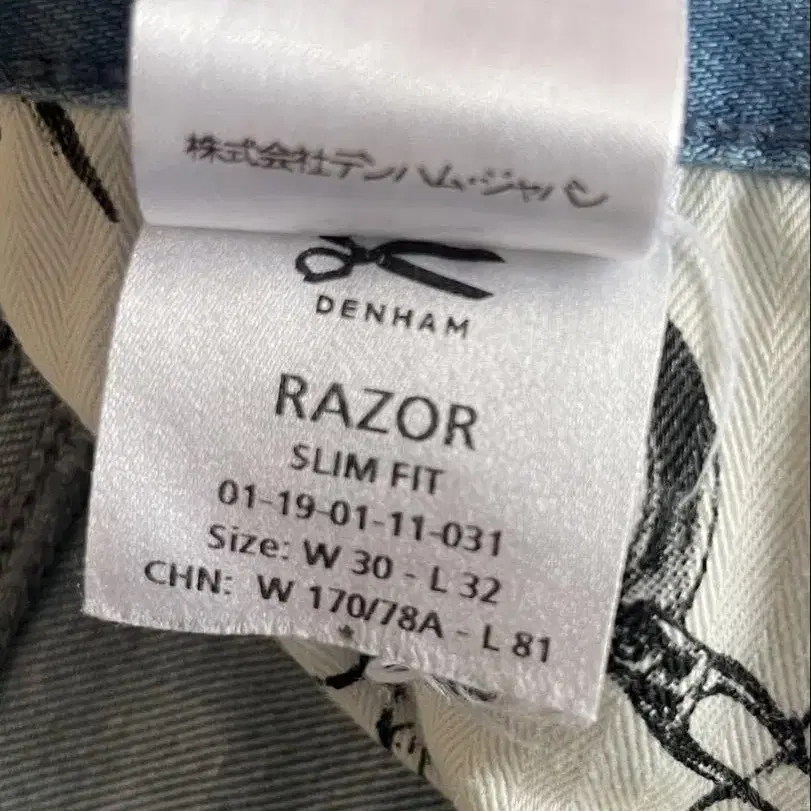 株式会社デンハム・ジャパン
DENHAM
RAZOR
SLIM FIT
01-19-01-11-031
Size: W 30 - L 32
CHN: W 170/78A - L 81